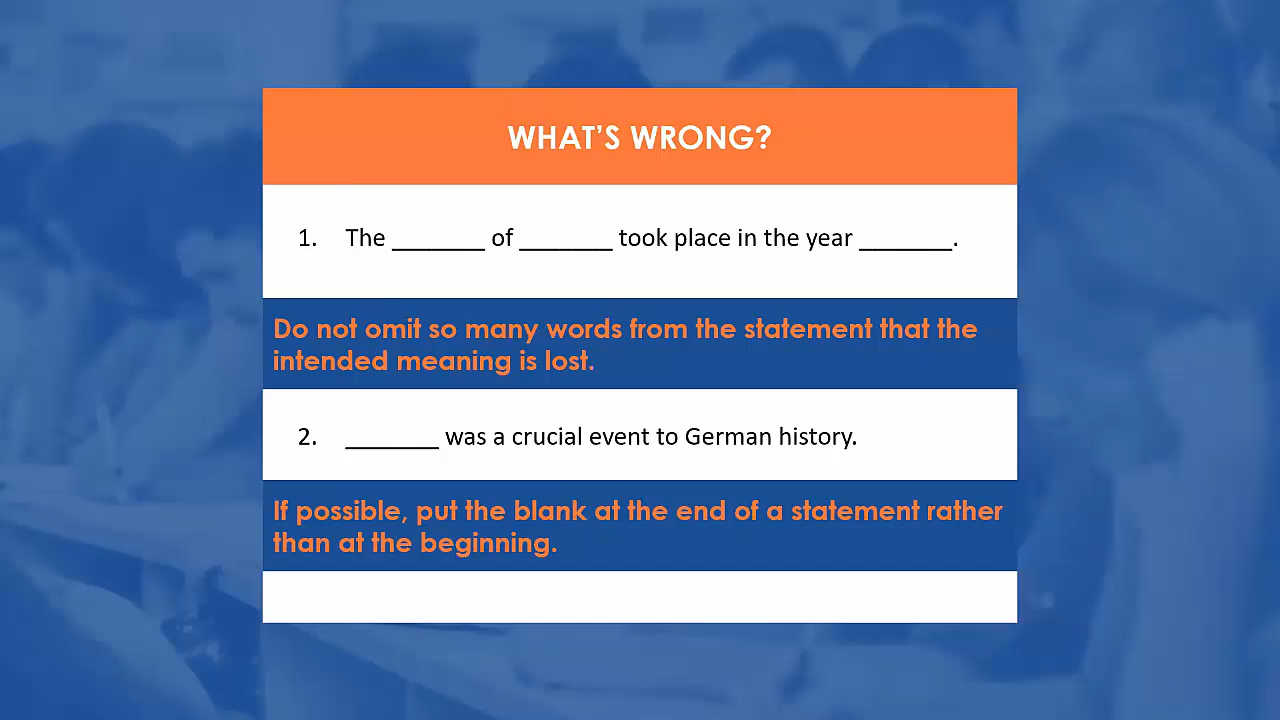 WHAT'S WRONG?
1. The _______ of _______ took place in the year _______.
Do not omit so many words from the statement that the
intended meaning is lost.
2. _______ was a crucial event to German history.
If possible, put the blank at the end of a statement rather
than at the beginning.